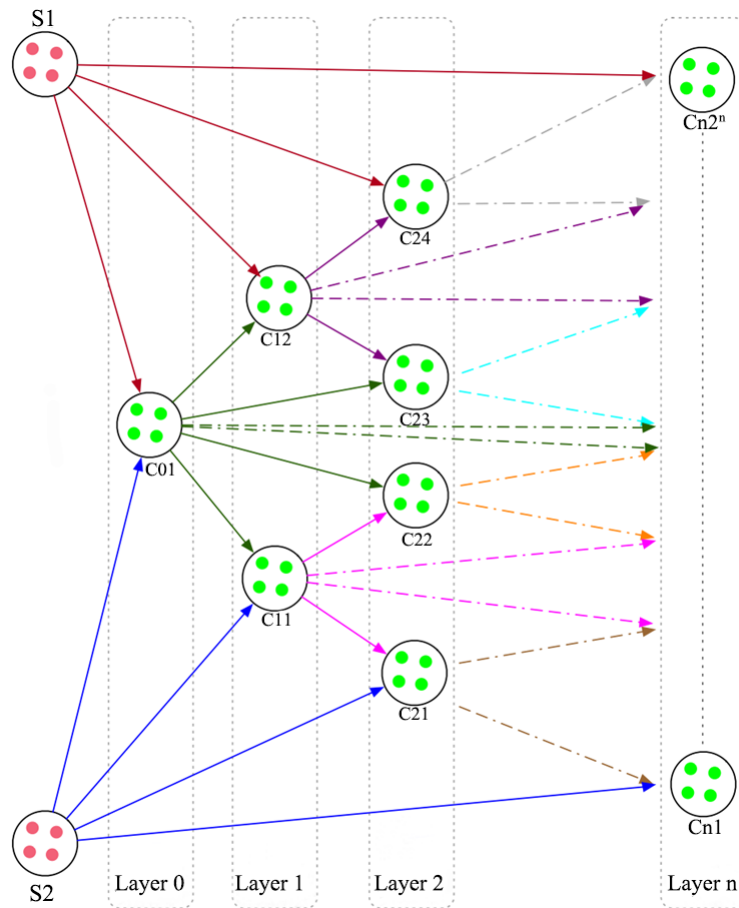 S1
Cn2ⁿ
C24
C12
C23
C01
C22
C11
C21
Cn1
S2
Layer 0
Layer 1
Layer 2
Layer n